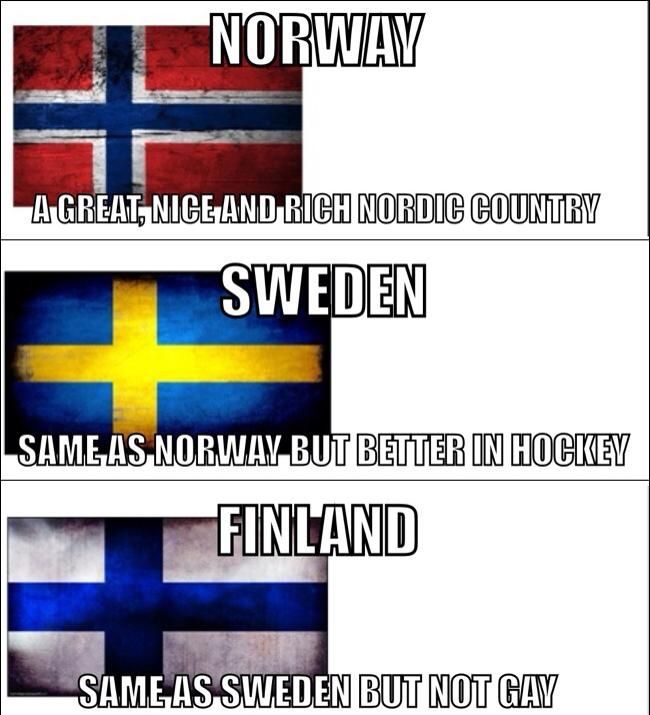 NORWAY
A GREAT, NICE AND RICH NORDIC COUNTRY
SWEDEN
SAME AS NORWAY BUT BETTER IN HOCKEY
FINLAND
SAME AS SWEDEN BUT NOT GAY